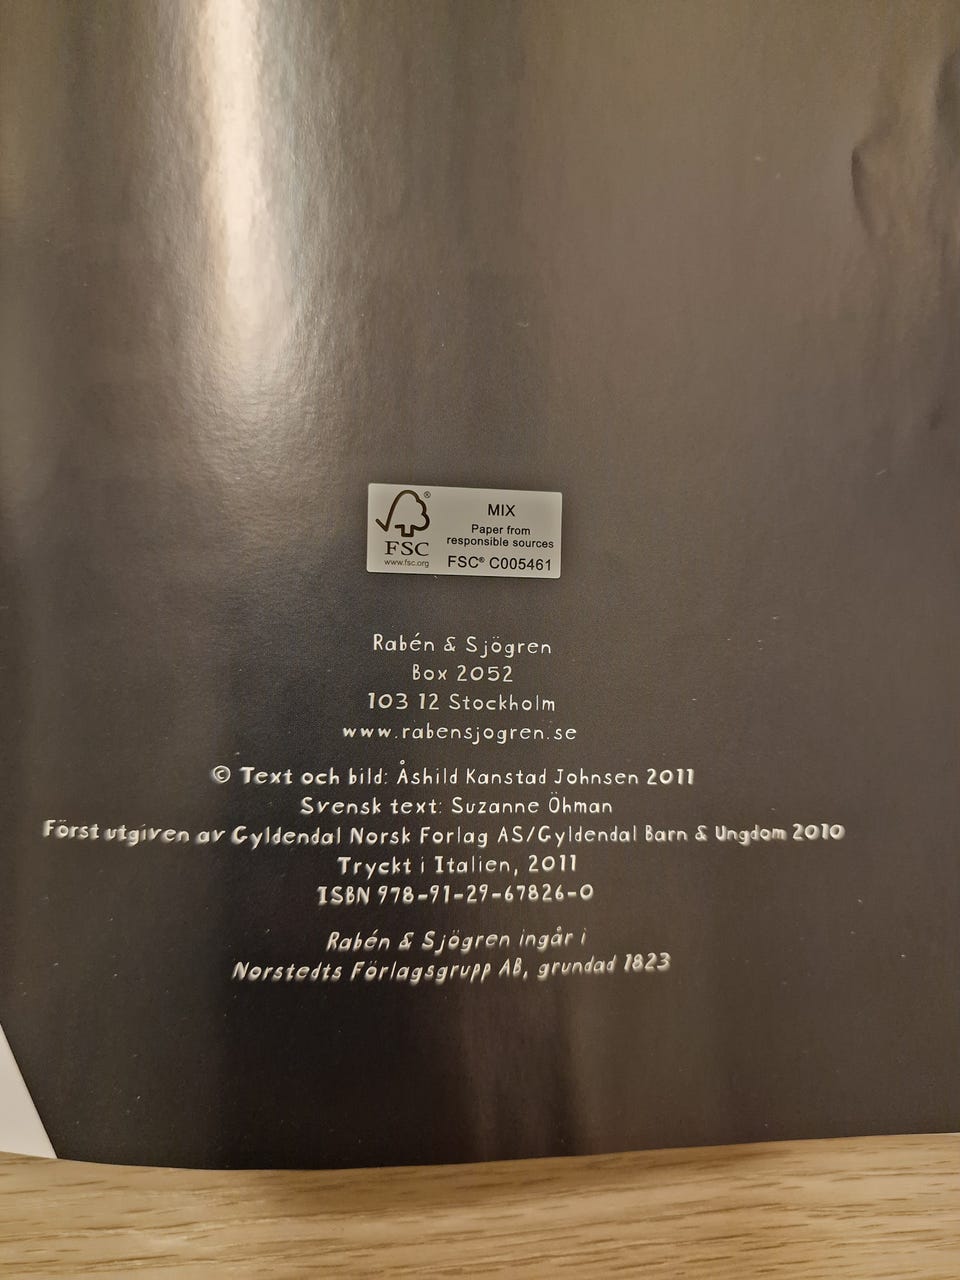 FSC®
www.fsc.org
MIX
Paper from
responsible sources
FSC® C005461
Rabén & Sjögren
Box 2052
103 12 Stockholm
www.rabensjogren.se
© Text och bild: Åshild Kanstad Johnsen 2011
Svensk text: Suzanne Öhman
Först utgiven av Gyldendal Norsk Forlag AS/Gyldendal Barn & Ungdom 2010
Tryckt i Italien, 2011
ISBN 978-91-29-67826-0
Rabén & Sjögren ingår i
Norstedts Förlagsgrupp AB, grundad 1823